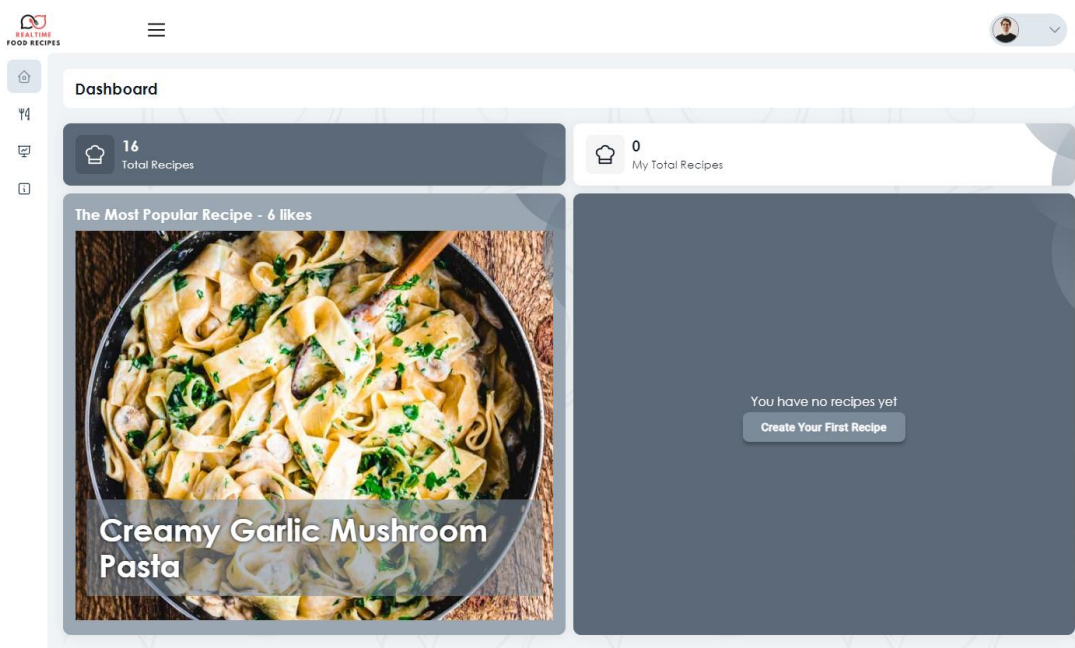 REALTIME
FOOD RECIPES
Dashboard
16
Total Recipes
0
My Total Recipes
The Most Popular Recipe - 6 likes
Creamy Garlic Mushroom
Pasta
You have no recipes yet
Create Your First Recipe